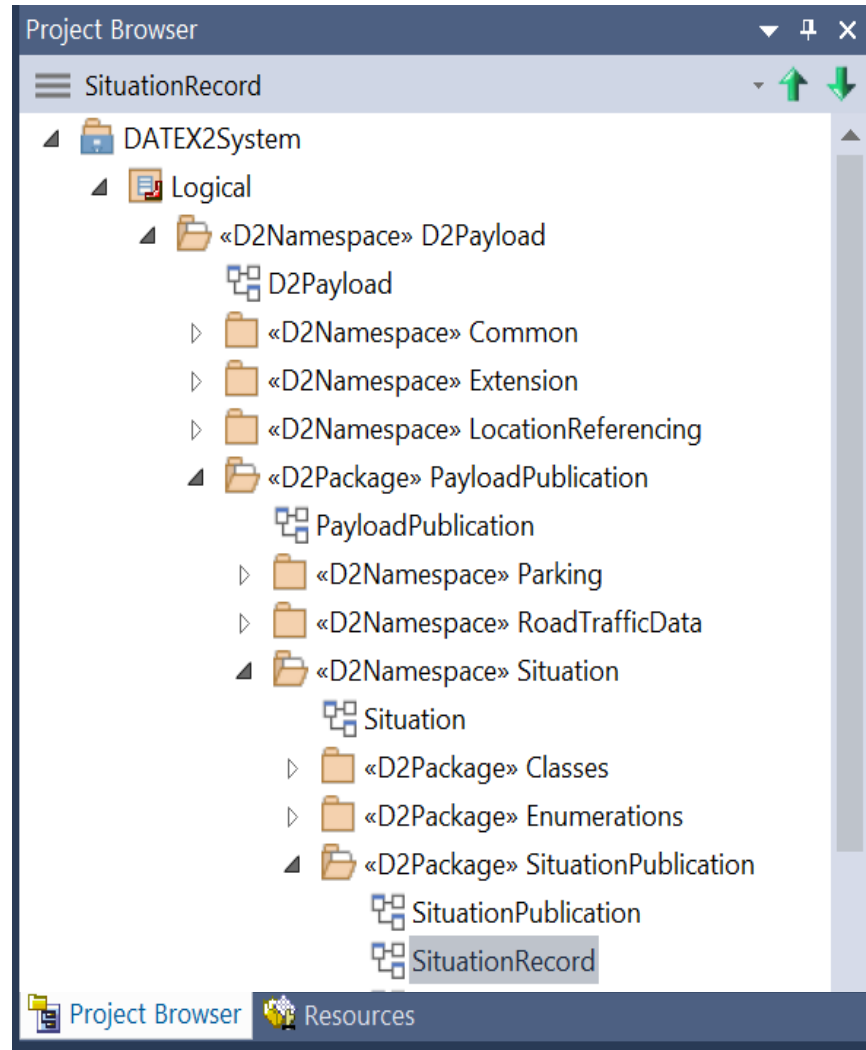 Project Browser
SituationRecord
DATEX2System
Logical
«D2Namespace» D2Payload
D2Payload
«D2Namespace» Common
«D2Namespace» Extension
«D2Namespace» LocationReferencing
«D2Package» PayloadPublication
PayloadPublication
«D2Namespace» Parking
«D2Namespace» RoadTrafficData
«D2Namespace» Situation
Situation
«D2Package» Classes
«D2Package» Enumerations
«D2Package» SituationPublication
SituationPublication
SituationRecord
Project Browser Resources